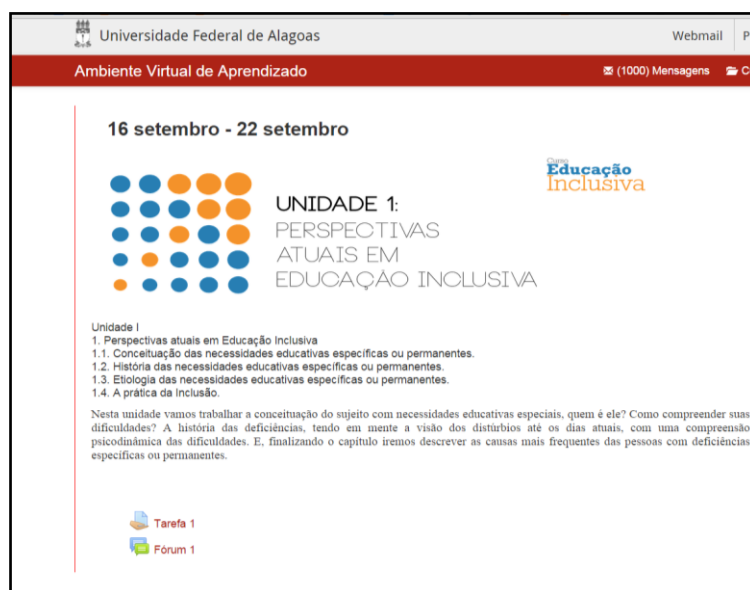 Universidade Federal de Alagoas
Webmail
P
Ambiente Virtual de Aprendizado
(1000) Mensagens
C
16 setembro - 22 setembro
Curso
Educação
Inclusiva
UNIDADE 1:
PERSPECTIVAS
ATUAIS EM
EDUCAÇÃO INCLUSIVA
Unidade I
1. Perspectivas atuais em Educação Inclusiva
1.1. Conceituação das necessidades educativas específicas ou permanentes.
1.2. História das necessidades educativas específicas ou permanentes.
1.3. Etiologia das necessidades educativas específicas ou permanentes.
1.4. A prática da Inclusão.
Nesta unidade vamos trabalhar a conceituação do sujeito com necessidades educativas especiais, quem é ele? Como compreender suas
dificuldades? A história das deficiências, tendo em mente a visão dos distúrbios até os dias atuais, com uma compreensão
psicodinâmica das dificuldades. E, finalizando o capítulo iremos descrever as causas mais frequentes das pessoas com deficiências
específicas ou permanentes.
Tarefa 1
Fórum 1